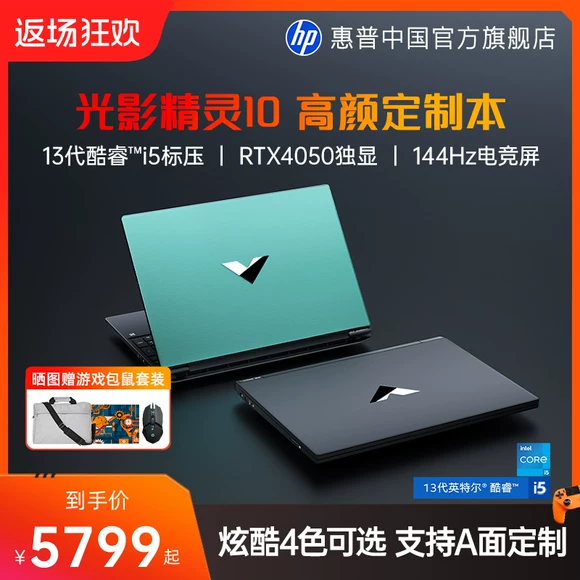 返场狂欢
hp 惠普中国官方旗舰店
光影精灵10 高颜定制本
13代酷睿™i5标压 | RTX4050独显 | 144Hz电竞屏
晒图赠游戏包鼠套装
intel
CORE
i5
13代英特尔® 酷睿™ i5
到手价
¥5799起
炫酷4色可选 支持A面定制